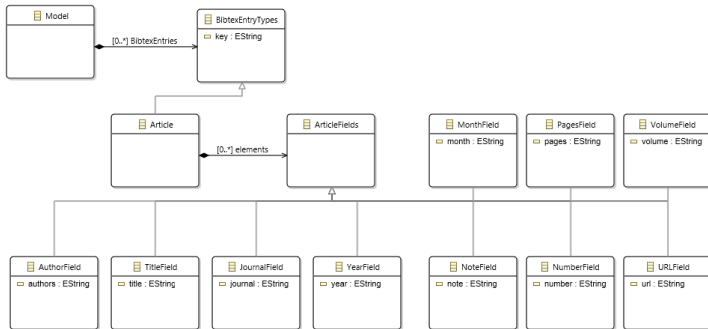 Model
BibtexEntryTypes
key : EString
[0..*] BibtexEntries
Article
ArticleFields
MonthField
PagesField
VolumeField
month : EString
pages : EString
volume : EString
[0..*] elements
AuthorField
TitleField
JournalField
YearField
NoteField
NumberField
URLField
authors : EString
title : EString
journal : EString
year : EString
note : EString
number : EString
url : EString